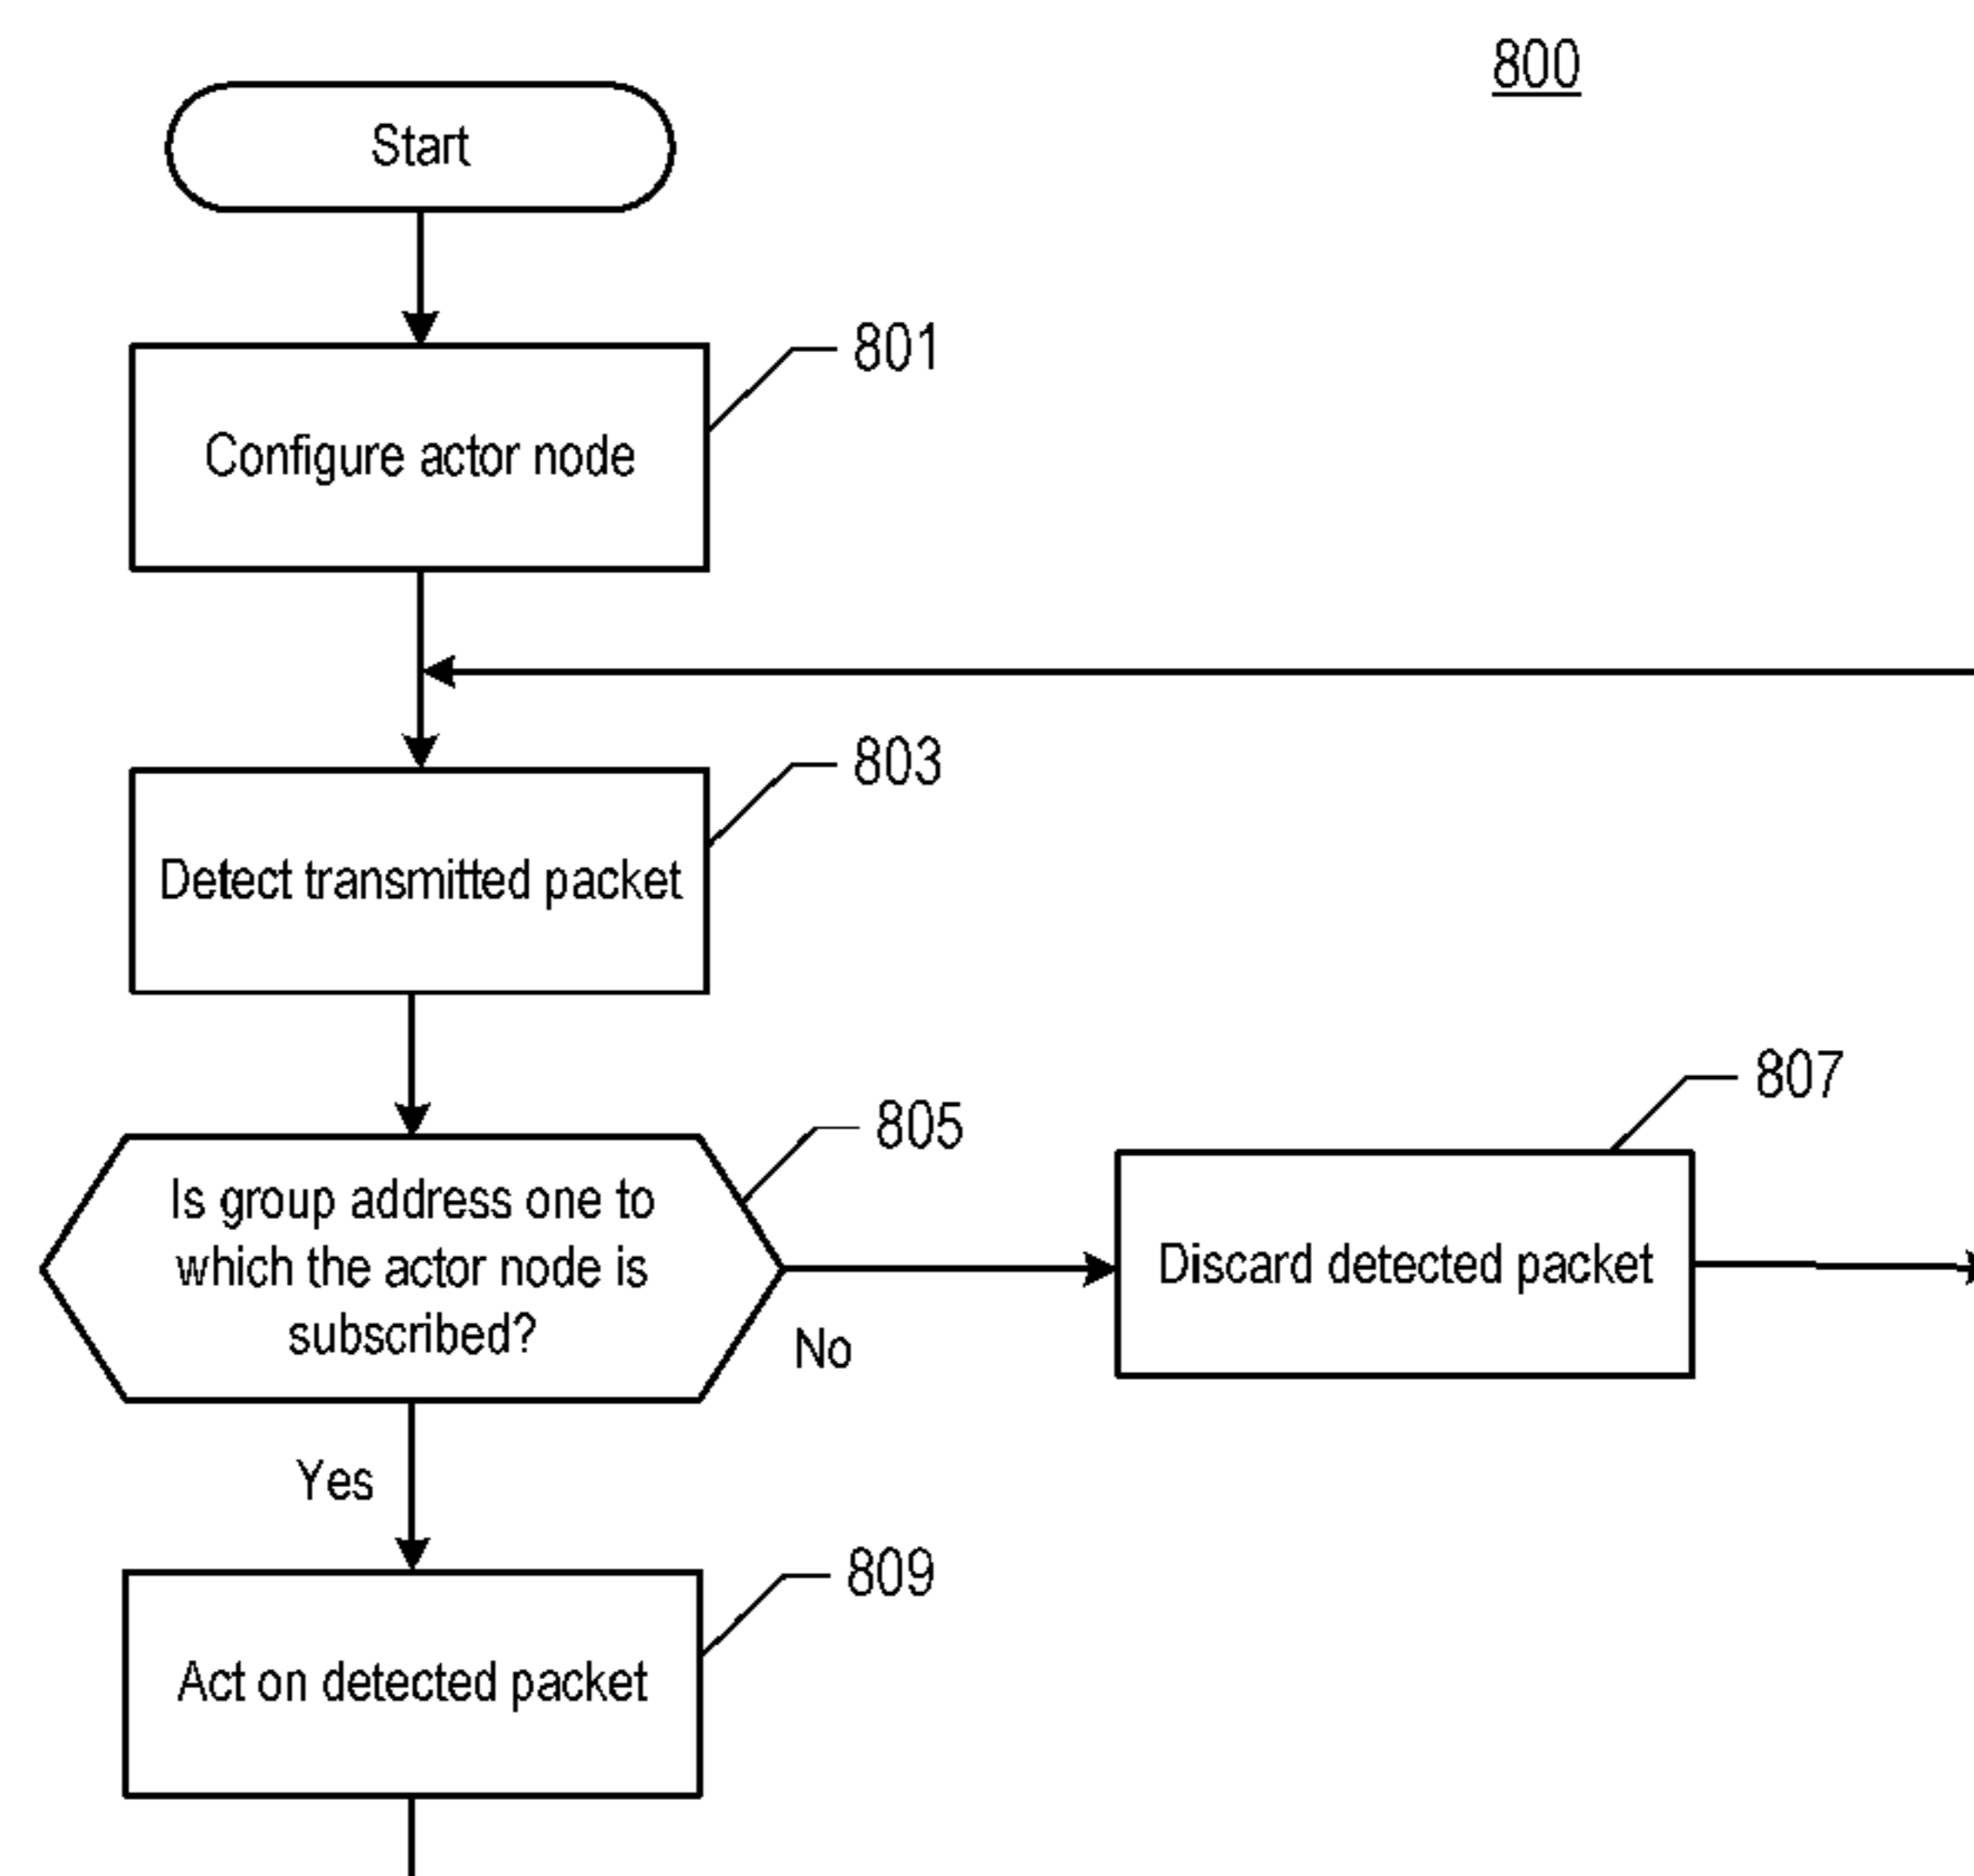 800
Start
801
Configure actor node
803
Detect transmitted packet
805
Is group address one to
which the actor node is
subscribed?
No
807
Discard detected packet
Yes
809
Act on detected packet